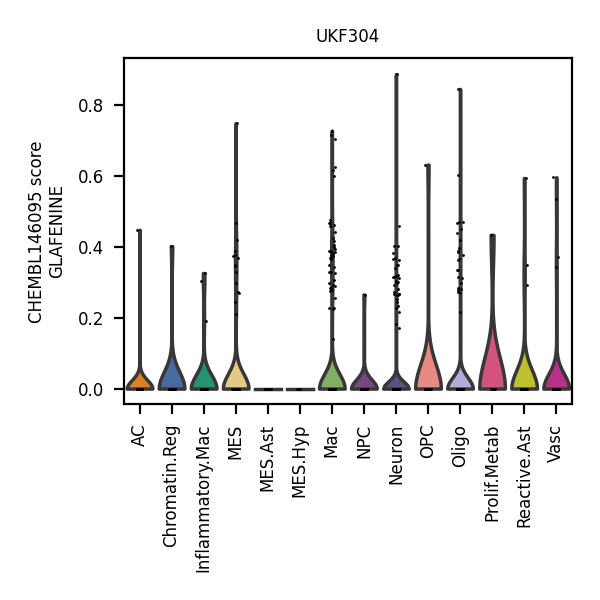 UKF304
CHEMBL146095 score
GLAFENINE
0.8
0.6
0.4
0.2
0.0
AC
Chromatin.Reg
Inflammatory.Mac
MES
MES.Ast
MES.Hyp
Mac
NPC
Neuron
OPC
Oligo
Prolif.Metab
Reactive.Ast
Vasc